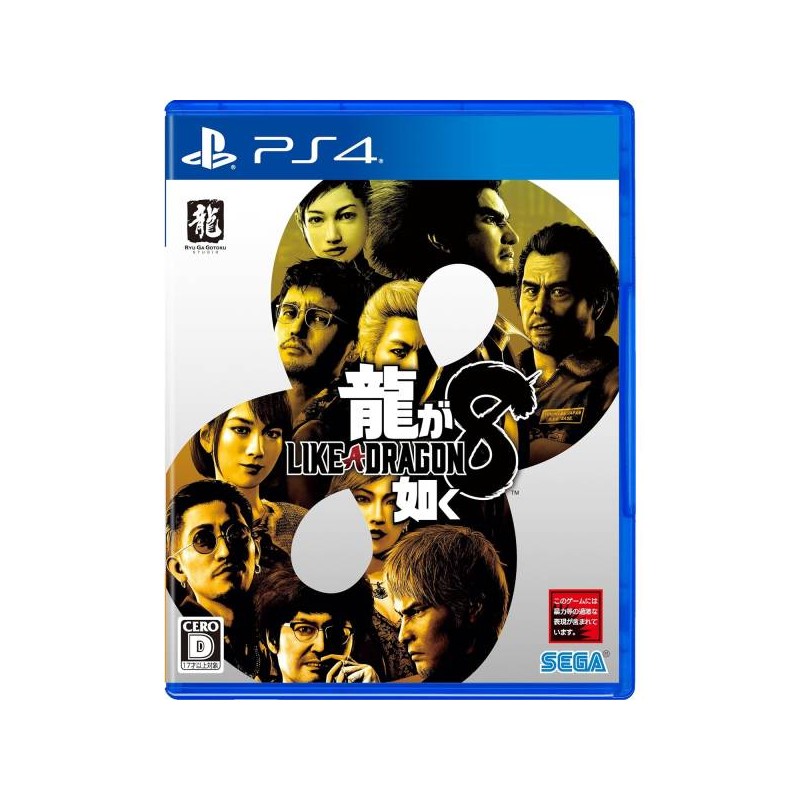 PS4
龍
RYU GA GOTOKU
STUDIO
龍が
8
LIKE A DRAGON
如く
TM
CERO
D
17才以上対象
このゲームには
暴力等の過激な
表現が含まれて
います。
SEGA